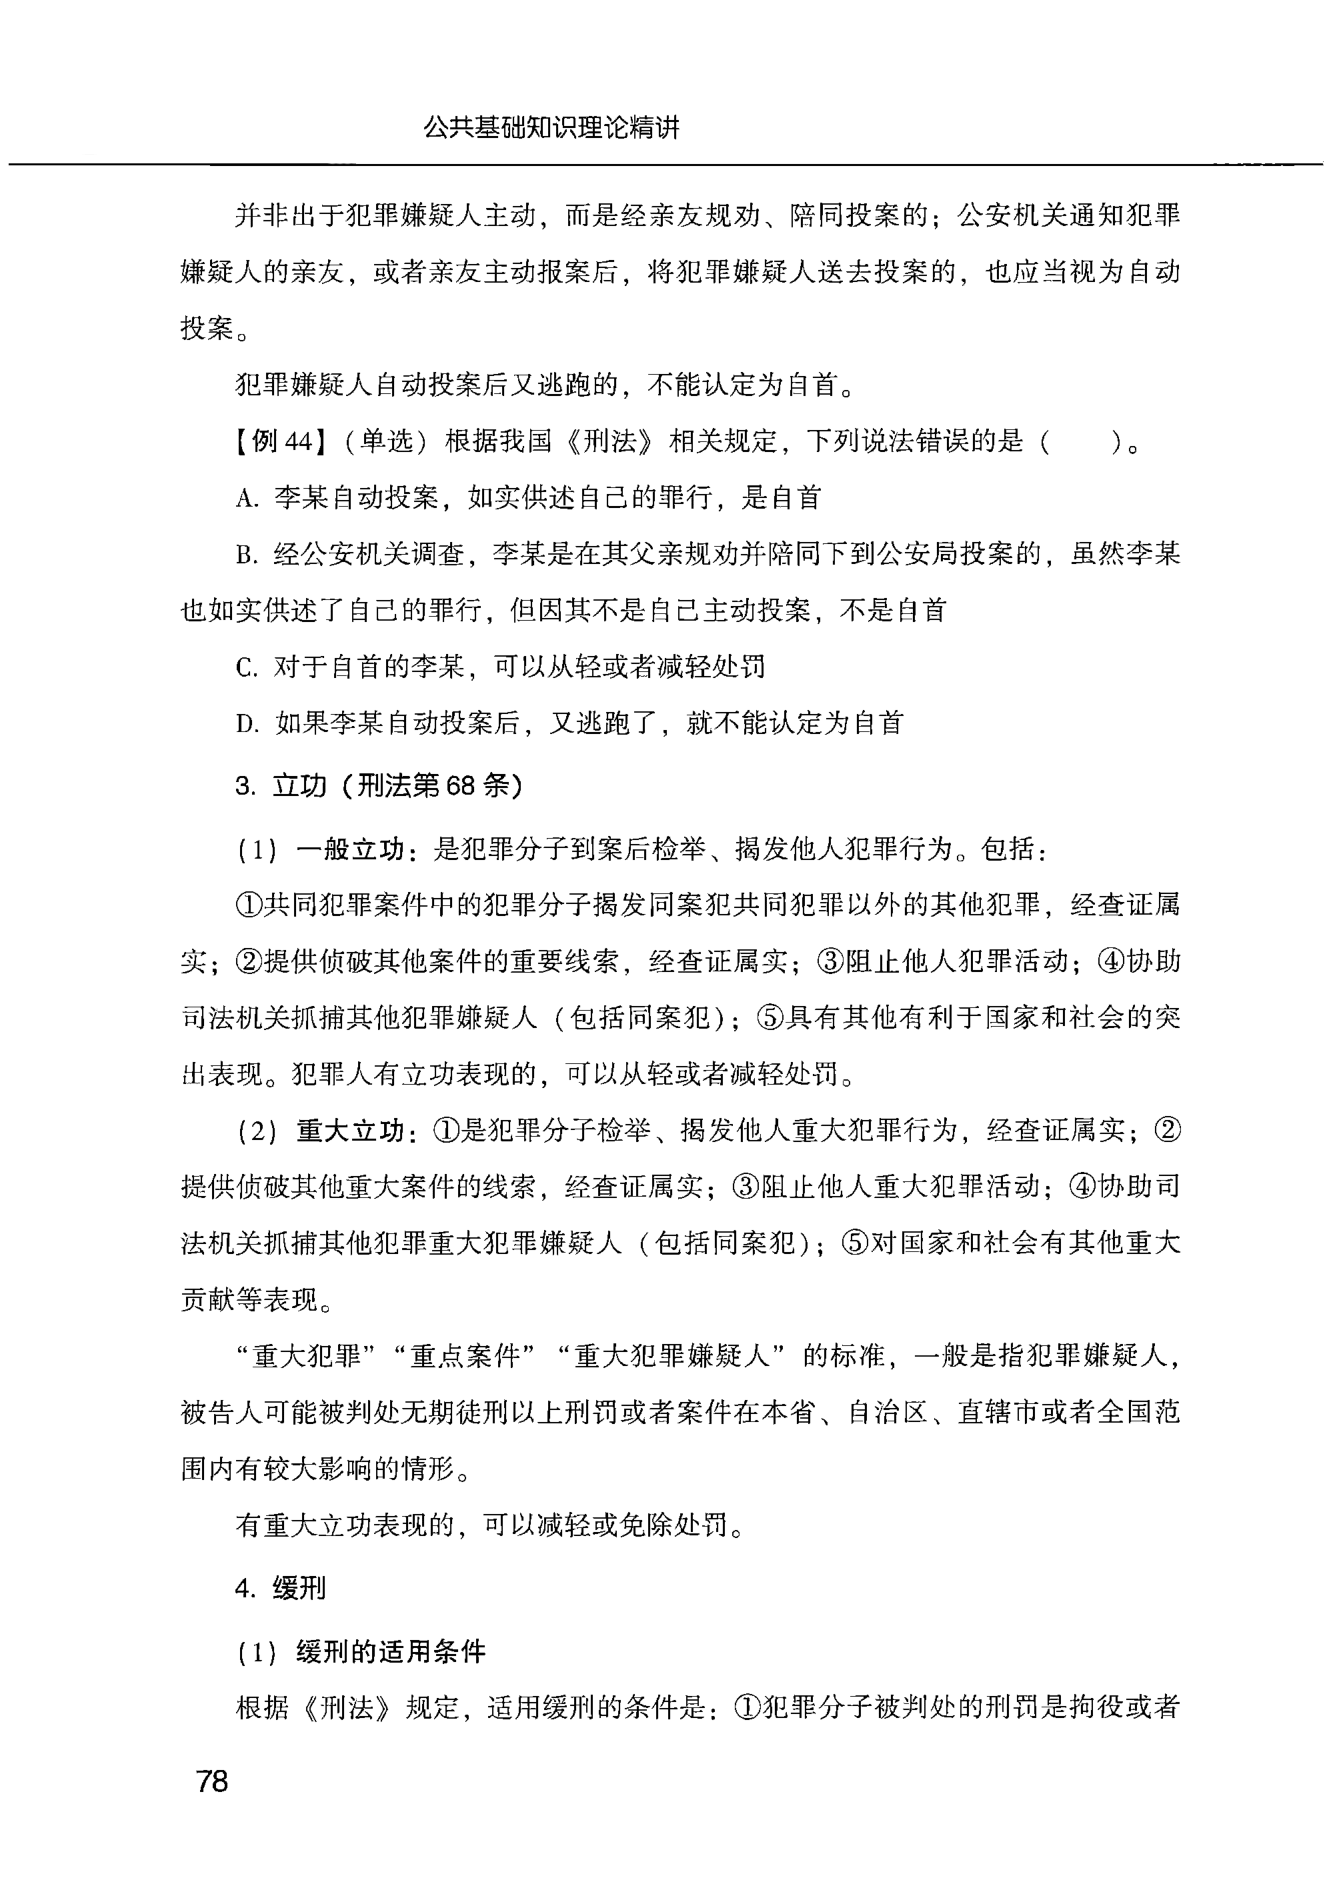 公共基础知识理论精讲
并非出于犯罪嫌疑人主动，而是经亲友规劝、陪同投案的；公安机关通知犯罪
嫌疑人的亲友，或者亲友主动报案后，将犯罪嫌疑人送去投案的，也应当视为自动
投案。
犯罪嫌疑人自动投案后又逃跑的，不能认定为自首。
【例 44】（单选）根据我国《刑法》相关规定，下列说法错误的是（　　）。
A. 李某自动投案，如实供述自己的罪行，是自首
B. 经公安机关调查，李某是在其父亲规劝并陪同下到公安局投案的，虽然李某
也如实供述了自己的罪行，但因其不是自己主动投案，不是自首
C. 对于自首的李某，可以从轻或者减轻处罚
D. 如果李某自动投案后，又逃跑了，就不能认定为自首
3. 立功（刑法第 68 条）
（1）一般立功：是犯罪分子到案后检举、揭发他人犯罪行为。包括：
①共同犯罪案件中的犯罪分子揭发同案犯共同犯罪以外的其他犯罪，经查证属
实；②提供侦破其他案件的重要线索，经查证属实；③阻止他人犯罪活动；④协助
司法机关抓捕其他犯罪嫌疑人（包括同案犯）；⑤具有其他有利于国家和社会的突
出表现。犯罪人有立功表现的，可以从轻或者减轻处罚。
（2）重大立功：①是犯罪分子检举、揭发他人重大犯罪行为，经查证属实；②
提供侦破其他重大案件的线索，经查证属实；③阻止他人重大犯罪活动；④协助司
法机关抓捕其他犯罪重大犯罪嫌疑人（包括同案犯）；⑤对国家和社会有其他重大
贡献等表现。
“重大犯罪”“重点案件”“重大犯罪嫌疑人”的标准，一般是指犯罪嫌疑人，
被告人可能被判处无期徒刑以上刑罚或者案件在本省、自治区、直辖市或者全国范
围内有较大影响的情形。
有重大立功表现的，可以减轻或免除处罚。
4. 缓刑
（1）缓刑的适用条件
根据《刑法》规定，适用缓刑的条件是：①犯罪分子被判处的刑罚是拘役或者
78